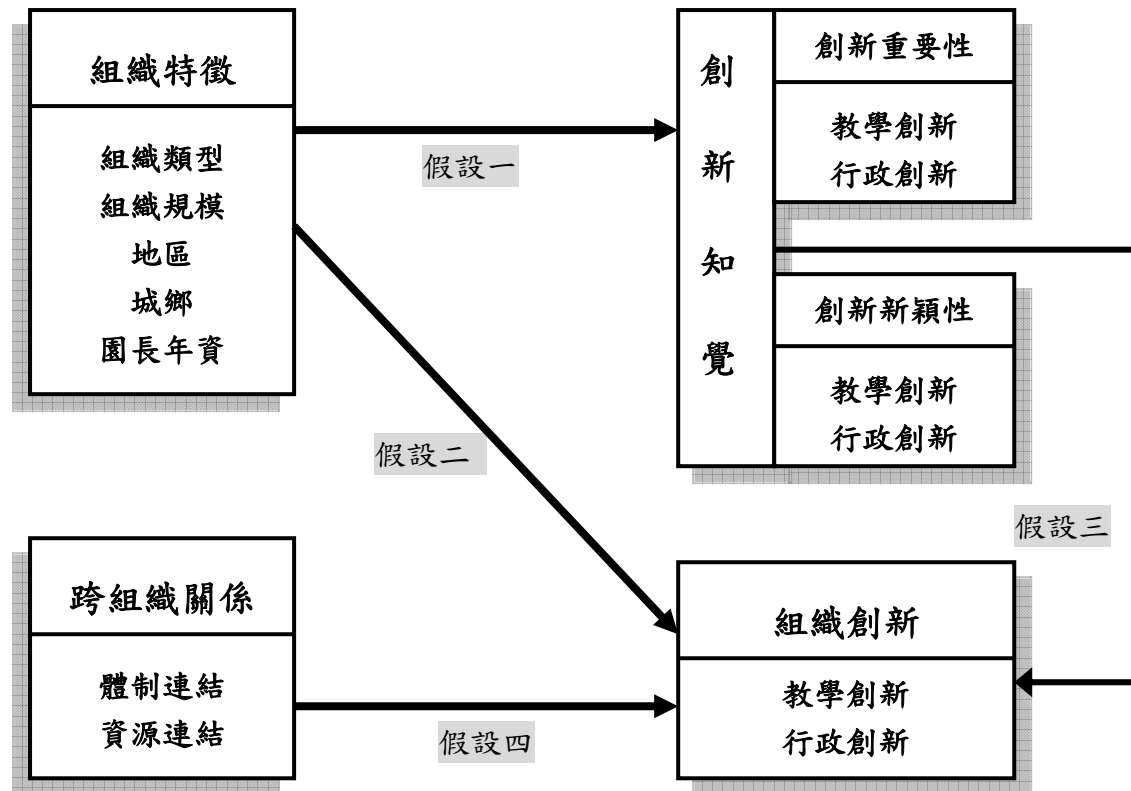 組織特徵
組織類型
組織規模
地區
城鄉
園長年資
假設一
創新知覺
創新重要性
教學創新
行政創新
創新新穎性
教學創新
行政創新
假設二
假設三
跨組織關係
體制連結
資源連結
假設四
組織創新
教學創新
行政創新